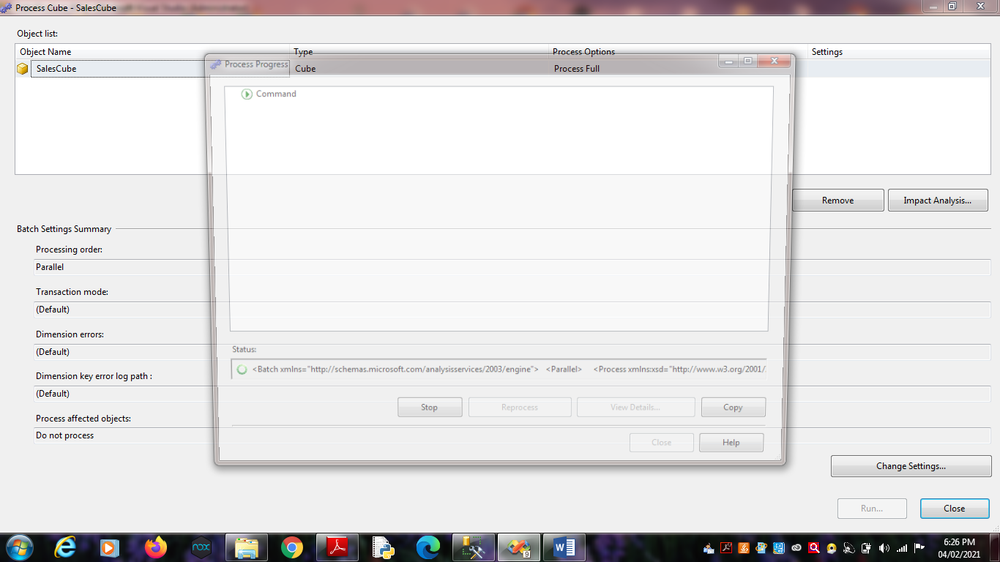 Process Cube - SalesCube
Object list:
Object Name Type Process Options Settings
SalesCube Cube Process Full
Process Progress
Command
Remove Impact Analysis...
Batch Settings Summary
Processing order:
Parallel
Transaction mode:
(Default)
Dimension errors:
(Default)
Dimension key error log path :
(Default)
Process affected objects:
Do not process
Status:
<Batch xmlns="http://schemas.microsoft.com/analysisservices/2003/engine"> <Parallel> <Process xmlns:xsd="http://www.w3.org/2001/
Stop Reprocess View Details... Copy
Close Help
Change Settings...
Run... Close
nox
9
6:26 PM
04/02/2021